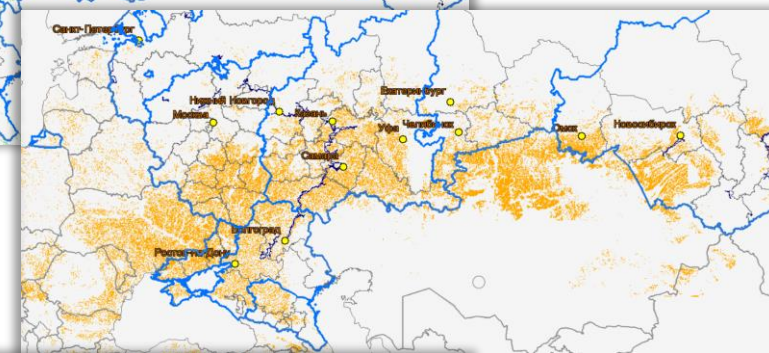 Санкт-Петербург
Екатеринбург
Нижний Новгород
Москва
Казань
Уфа
Челябинск
Омск
Новосибирск
Самара
Волгоград
Ростов-на-Дону